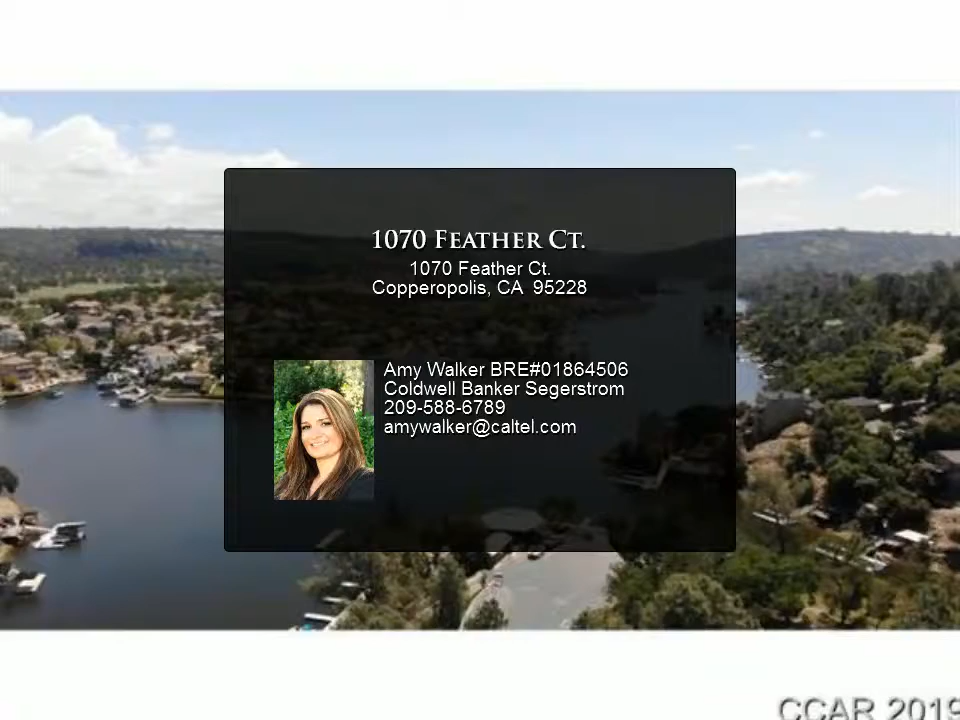 1070 Feather Ct.
1070 Feather Ct.
Copperopolis, CA  95228
Amy Walker BRE#01864506
Coldwell Banker Segerstrom
209-588-6789
amywalker@caltel.com
CCAR 2019